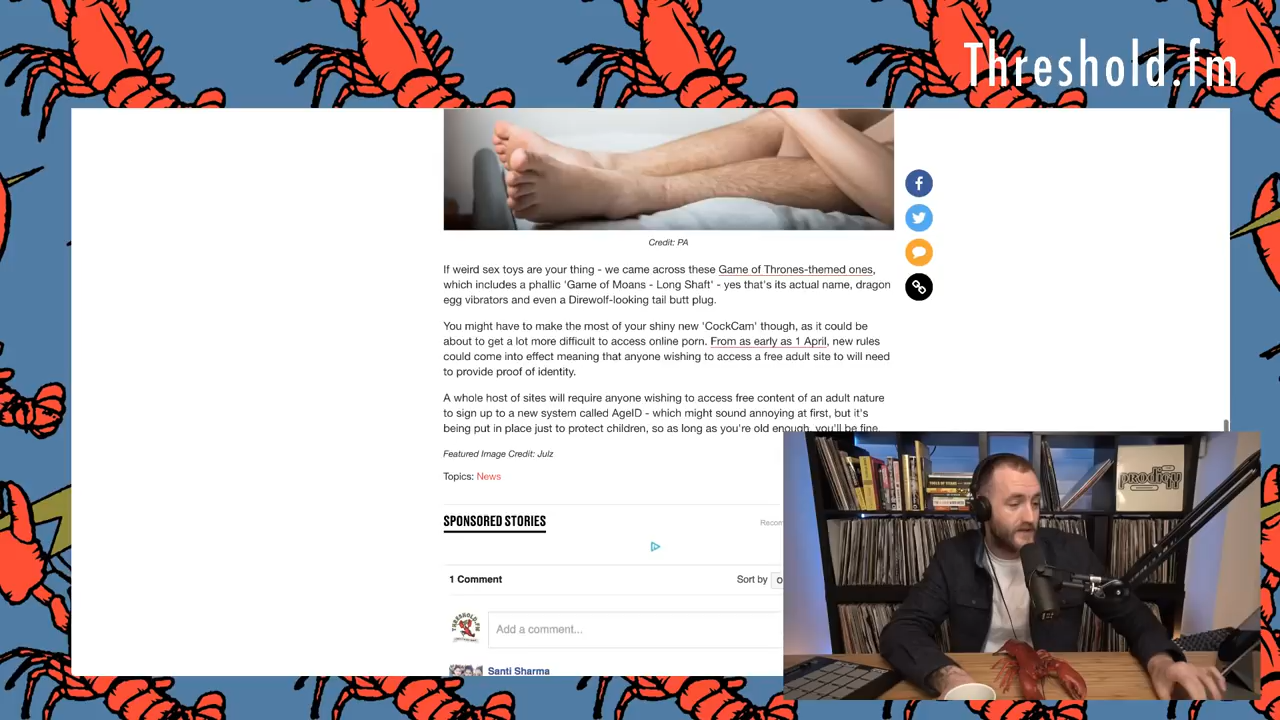 Threshold.fm
Credit: PA
If weird sex toys are your thing - we came across these Game of Thrones-themed ones,
which includes a phallic 'Game of Moans - Long Shaft' - yes that's its actual name, dragon
egg vibrators and even a Direwolf-looking tail butt plug.
You might have to make the most of your shiny new 'CockCam' though, as it could be
about to get a lot more difficult to access online porn. From as early as 1 April, new rules
could come into effect meaning that anyone wishing to access a free adult site to will need
to provide proof of identity.
A whole host of sites will require anyone wishing to access free content of an adult nature
to sign up to a new system called AgeID - which might sound annoying at first, but it's
being put in place just to protect children, so as long as you're old enough, you'll be fine.
Featured Image Credit: Julz
Topics: News
SPONSORED STORIES
Recom
1 Comment
Sort by
O
THRESHOLD.FM
Add a comment...
Santi Sharma
prodigy